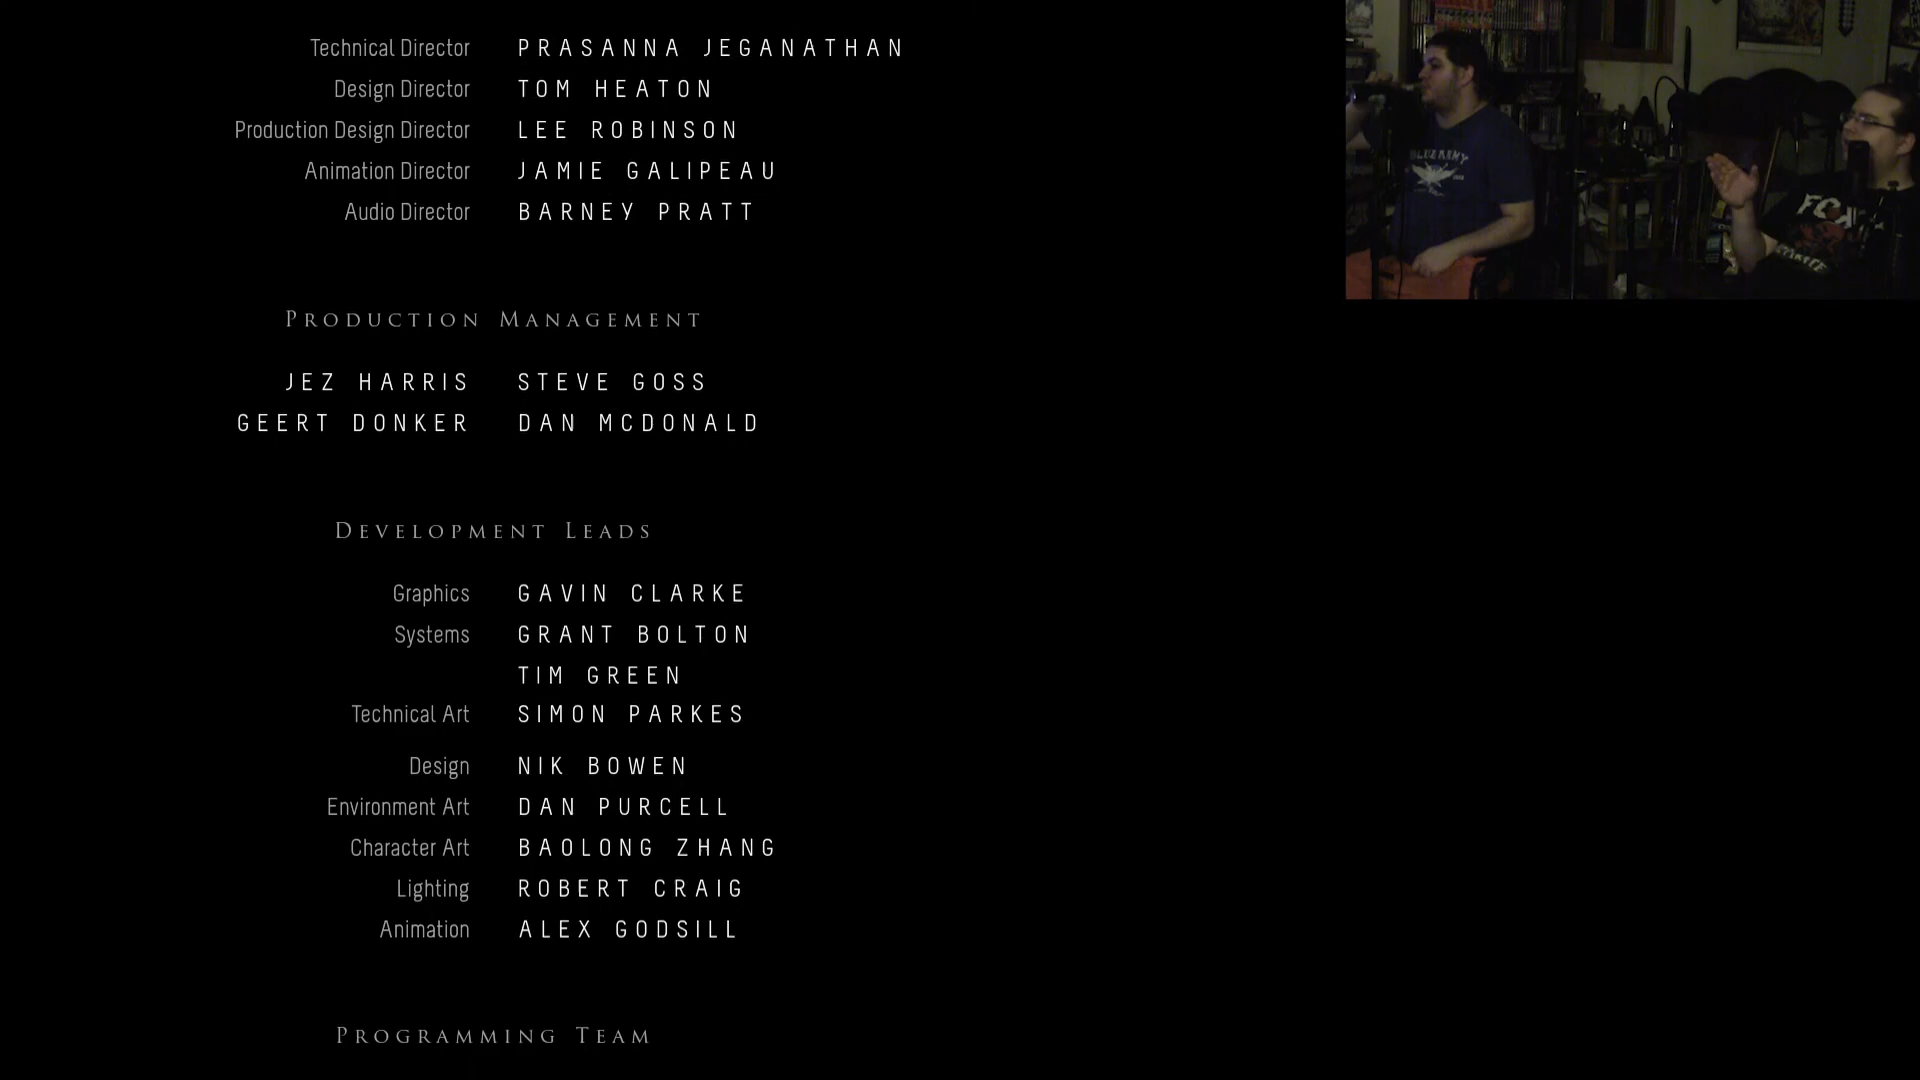 Technical Director PRASANNA JEGANATHAN
Design Director TOM HEATON
Production Design Director LEE ROBINSON
Animation Director JAMIE GALIPEAU
Audio Director BARNEY PRATT
PRODUCTION MANAGEMENT
JEZ HARRIS STEVE GOSS
GEERT DONKER DAN MCDONALD
DEVELOPMENT LEADS
Graphics GAVIN CLARKE
Systems GRANT BOLTON
TIM GREEN
Technical Art SIMON PARKES
Design NIK BOWEN
Environment Art DAN PURCELL
Character Art BAOLONG ZHANG
Lighting ROBERT CRAIG
Animation ALEX GODSILL
PROGRAMMING TEAM
BLUE ARMY